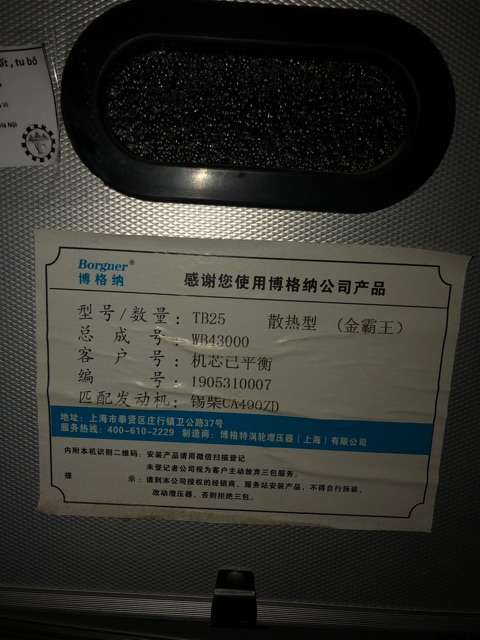 ất, tu bổ
Vi
Hà Nội
Borgner®
博格纳
感谢您使用博格纳公司产品
型号/数量: TB25 散热型 (金霸王)
总成号: WB43000
客户号: 机芯已平衡
编号: 1905310007
匹配发动机: 锡柴CA490ZD
地址: 上海市奉贤区庄行镇卫公路37号
服务热线: 400-610-2229 制造商: 博格特涡轮增压器(上海)有限公司
内附本机识别二维码: 安装产品请用微信扫描登记
未登记者公司视为客户主动放弃三包服务。
提示: 请到本公司授权的经销商、服务站安装产品, 不得自行拆装、
改动增压器、否则拒绝三包。